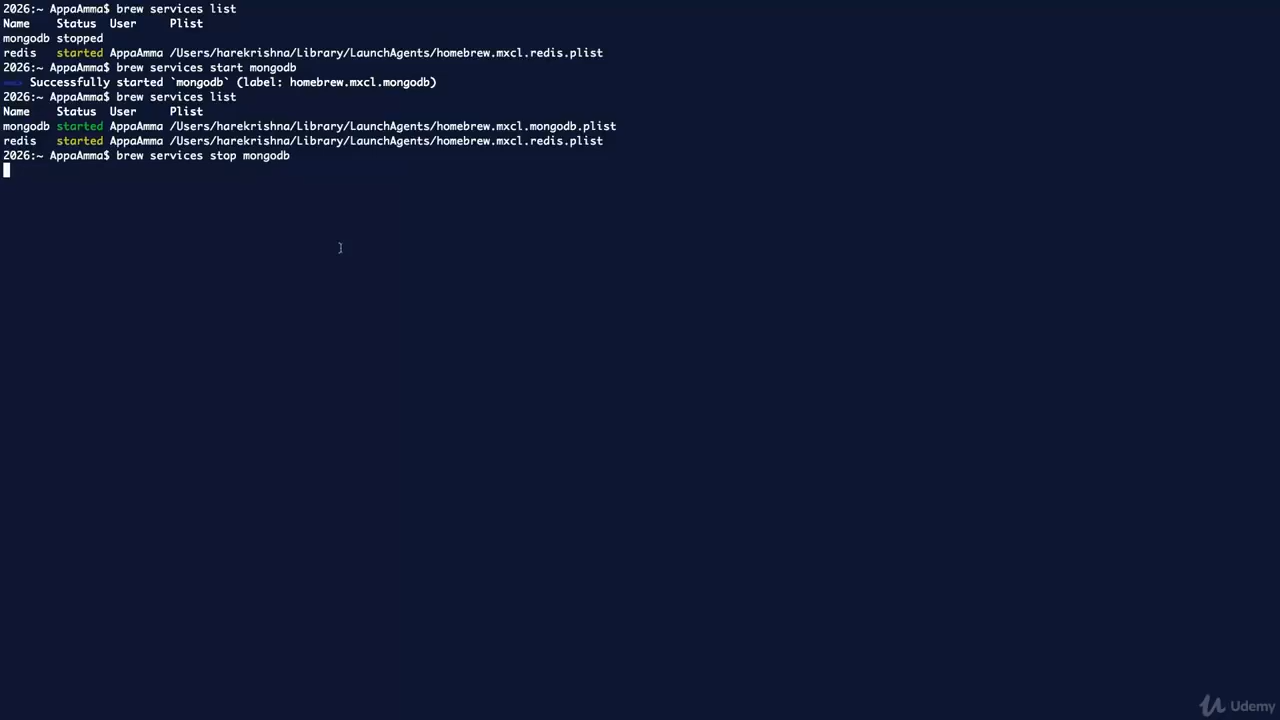 2026:~ AppaAmma$ brew services list
Name    Status  User     Plist
mongodb stopped
redis   started AppaAmma /Users/harekrishna/Library/LaunchAgents/homebrew.mxcl.redis.plist
2026:~ AppaAmma$ brew services start mongodb
==> Successfully started `mongodb` (label: homebrew.mxcl.mongodb)
2026:~ AppaAmma$ brew services list
Name    Status  User     Plist
mongodb started AppaAmma /Users/harekrishna/Library/LaunchAgents/homebrew.mxcl.mongodb.plist
redis   started AppaAmma /Users/harekrishna/Library/LaunchAgents/homebrew.mxcl.redis.plist
2026:~ AppaAmma$ brew services stop mongodb
Udemy